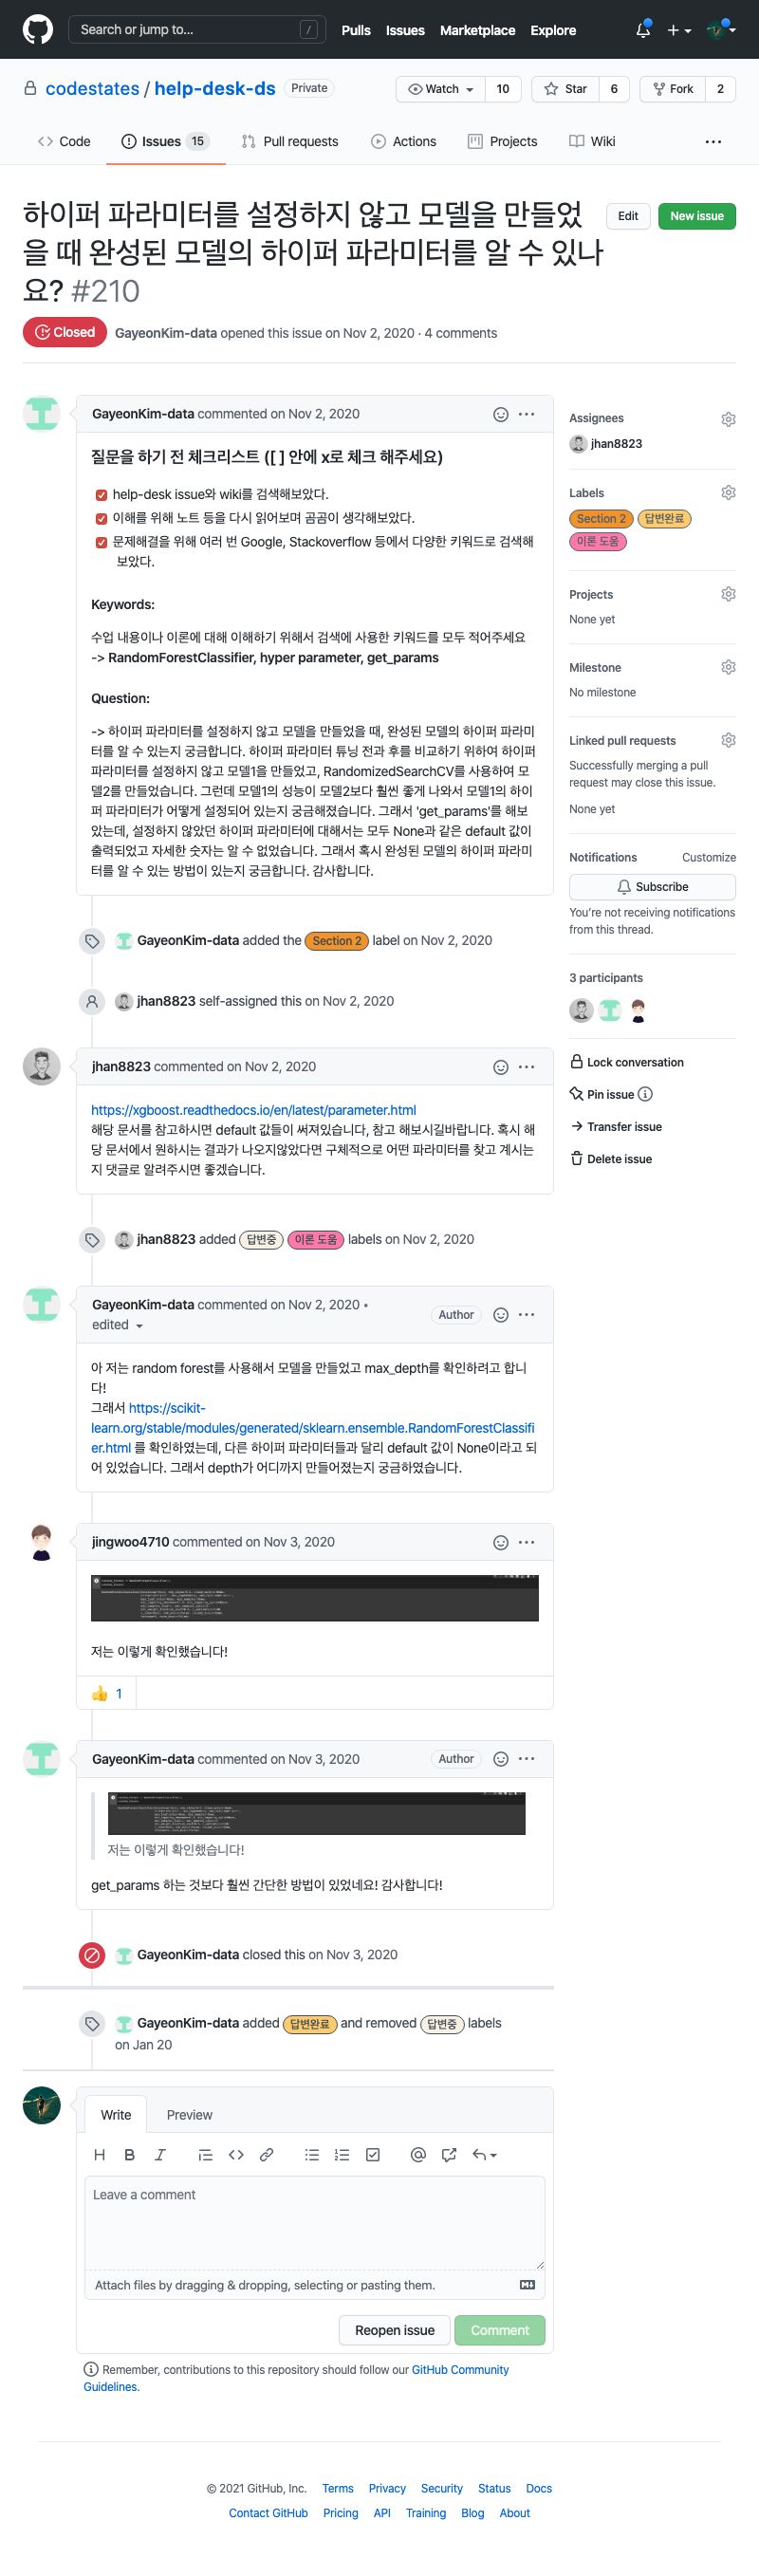 Search or jump to... /
Pulls Issues Marketplace Explore
codestates / help-desk-ds Private
Watch 10 Star 6 Fork 2
Code Issues 15 Pull requests Actions Projects Wiki ...
하이퍼 파라미터를 설정하지 않고 모델을 만들었
을 때 완성된 모델의 하이퍼 파라미터를 알 수 있나
요? #210
Edit New issue
Closed GayeonKim-data opened this issue on Nov 2, 2020 · 4 comments
GayeonKim-data commented on Nov 2, 2020
질문을 하기 전 체크리스트 ([ ] 안에 x로 체크 해주세요)
help-desk issue와 wiki를 검색해보았다.
이해를 위해 노트 등을 다시 읽어보며 곰곰이 생각해보았다.
문제해결을 위해 여러 번 Google, Stackoverflow 등에서 다양한 키워드로 검색해
보았다.
Keywords:
수업 내용이나 이론에 대해 이해하기 위해서 검색에 사용한 키워드를 모두 적어주세요
-> RandomForestClassifier, hyper parameter, get_params
Question:
-> 하이퍼 파라미터를 설정하지 않고 모델을 만들었을 때, 완성된 모델의 하이퍼 파라미
터를 알 수 있는지 궁금합니다. 하이퍼 파라미터 튜닝 전과 후를 비교하기 위하여 하이퍼
파라미터를 설정하지 않고 모델1을 만들었고, RandomizedSearchCV를 사용하여 모
델2를 만들었습니다. 그런데 모델1의 성능이 모델2보다 훨씬 좋게 나와서 모델1의 하이
퍼 파라미터가 어떻게 설정되어 있는지 궁금해졌습니다. 그래서 'get_params'를 해보
았는데, 설정하지 않았던 하이퍼 파라미터에 대해서는 모두 None과 같은 default 값이
출력되었고 자세한 숫자는 알 수 없었습니다. 그래서 혹시 완성된 모델의 하이퍼 파라미
터를 알 수 있는 방법이 있는지 궁금합니다. 감사합니다.
GayeonKim-data added the Section 2 label on Nov 2, 2020
jhan8823 self-assigned this on Nov 2, 2020
jhan8823 commented on Nov 2, 2020
https://xgboost.readthedocs.io/en/latest/parameter.html
해당 문서를 참고하시면 default 값들이 써져있습니다, 참고 해보시길바랍니다. 혹시 해
당 문서에서 원하시는 결과가 나오지않았다면 구체적으로 어떤 파라미터를 찾고 계시는
지 댓글로 알려주시면 좋겠습니다.
jhan8823 added 답변중 이론 도움 labels on Nov 2, 2020
GayeonKim-data commented on Nov 2, 2020 •
edited
Author
아 저는 random forest를 사용해서 모델을 만들었고 max_depth를 확인하려고 합니
다!
그래서 https://scikit-
learn.org/stable/modules/generated/sklearn.ensemble.RandomForestClassifi
er.html 를 확인하였는데, 다른 하이퍼 파라미터들과 달리 default 값이 None이라고 되
어 있었습니다. 그래서 depth가 어디까지 만들어졌는지 궁금하였습니다.
jingwoo4710 commented on Nov 3, 2020
저는 이렇게 확인했습니다!
👍 1
GayeonKim-data commented on Nov 3, 2020 Author
저는 이렇게 확인했습니다!
get_params 하는 것보다 훨씬 간단한 방법이 있었네요! 감사합니다!
GayeonKim-data closed this on Nov 3, 2020
GayeonKim-data added 답변완료 and removed 답변중 labels
on Jan 20
Write Preview
Leave a comment
Attach files by dragging & dropping, selecting or pasting them.
Reopen issue Comment
Remember, contributions to this repository should follow our GitHub Community
Guidelines.
Assignees
jhan8823
Labels
Section 2 답변완료
이론 도움
Projects
None yet
Milestone
No milestone
Linked pull requests
Successfully merging a pull
request may close this issue.
None yet
Notifications Customize
Subscribe
You're not receiving notifications
from this thread.
3 participants
Lock conversation
Pin issue
Transfer issue
Delete issue
© 2021 GitHub, Inc. Terms Privacy Security Status Docs
Contact GitHub Pricing API Training Blog About